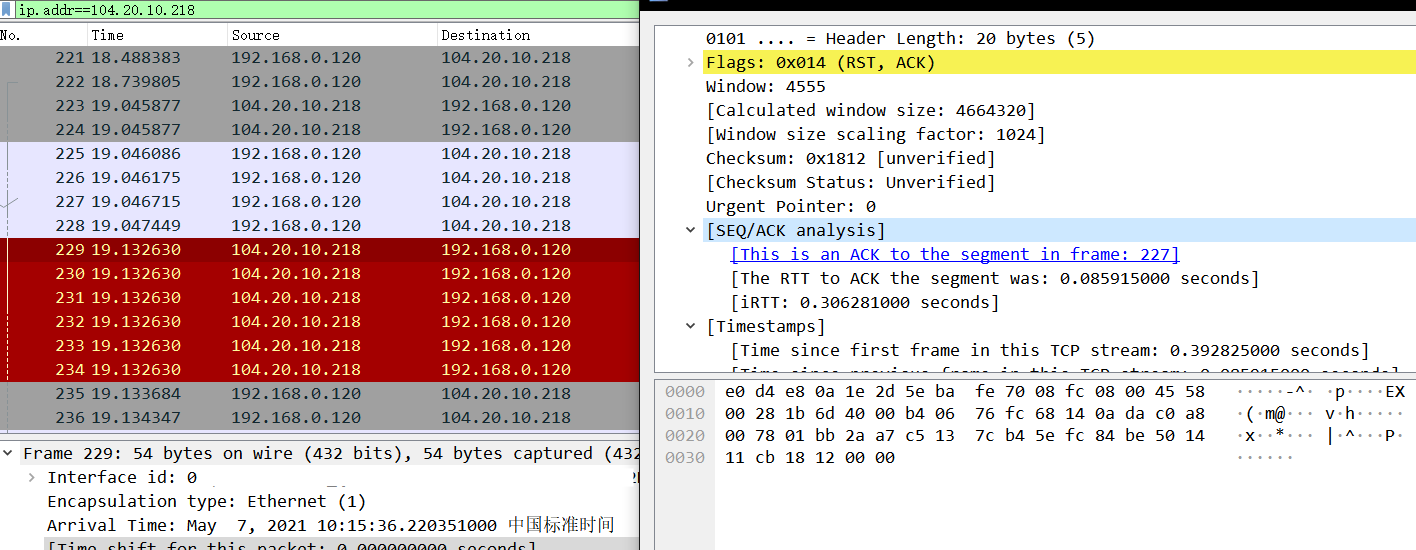 ip.addr==104.20.10.218
No. Time Source Destination
221 18.488383 192.168.0.120 104.20.10.218
222 18.739805 192.168.0.120 104.20.10.218
223 19.045877 104.20.10.218 192.168.0.120
224 19.045877 104.20.10.218 192.168.0.120
225 19.046086 192.168.0.120 104.20.10.218
226 19.046175 192.168.0.120 104.20.10.218
227 19.046715 192.168.0.120 104.20.10.218
228 19.047449 192.168.0.120 104.20.10.218
229 19.132630 104.20.10.218 192.168.0.120
230 19.132630 104.20.10.218 192.168.0.120
231 19.132630 104.20.10.218 192.168.0.120
232 19.132630 104.20.10.218 192.168.0.120
233 19.132630 104.20.10.218 192.168.0.120
234 19.132630 104.20.10.218 192.168.0.120
235 19.133684 192.168.0.120 104.20.10.218
236 19.134347 192.168.0.120 104.20.10.218
Frame 229: 54 bytes on wire (432 bits), 54 bytes captured (432
Interface id: 0
Encapsulation type: Ethernet (1)
Arrival Time: May 7, 2021 10:15:36.220351000 中国标准时间
[Time shift for this packet: 0.000000000 seconds]
0101 .... = Header Length: 20 bytes (5)
Flags: 0x014 (RST, ACK)
Window: 4555
[Calculated window size: 4664320]
[Window size scaling factor: 1024]
Checksum: 0x1812 [unverified]
[Checksum Status: Unverified]
Urgent Pointer: 0
[SEQ/ACK analysis]
[This is an ACK to the segment in frame: 227]
[The RTT to ACK the segment was: 0.085915000 seconds]
[iRTT: 0.306281000 seconds]
[Timestamps]
[Time since first frame in this TCP stream: 0.392825000 seconds]
[Time since previous frame in this TCP stream: 0.085915000 seconds]
0000 e0 d4 e8 0a 1e 2d 5e ba fe 70 08 fc 08 00 45 58 ·····-^· ·p····EX
0010 00 28 1b 6d 40 00 b4 06 76 fc 68 14 0a da c0 a8 ·(·m@··· v·h·····
0020 00 78 01 bb 2a a7 c5 13 7c b4 5e fc 84 be 50 14 ·x··*··· |·^···P·
0030 11 cb 18 12 00 00 ······